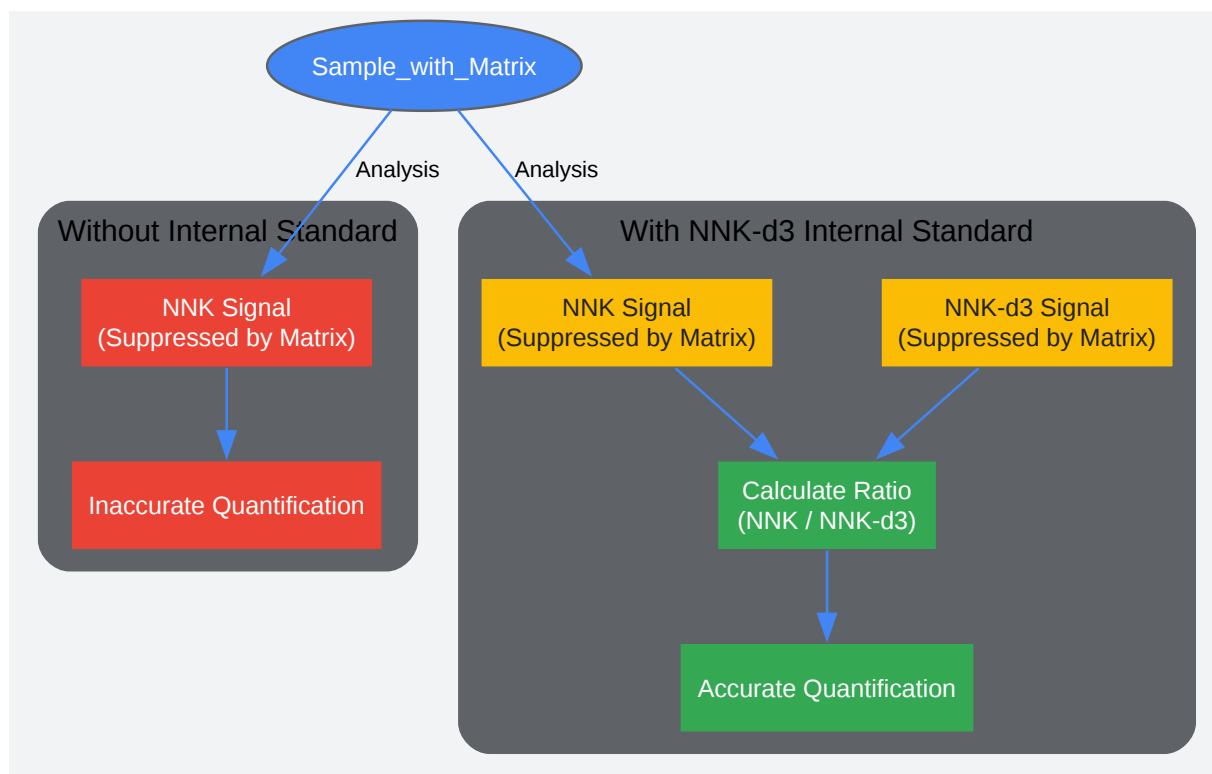 Sample_with_Matrix
Analysis
Analysis
Without Internal Standard
NNK Signal
(Suppressed by Matrix)
Inaccurate Quantification
With NNK-d3 Internal Standard
NNK Signal
(Suppressed by Matrix)
NNK-d3 Signal
(Suppressed by Matrix)
Calculate Ratio
(NNK / NNK-d3)
Accurate Quantification